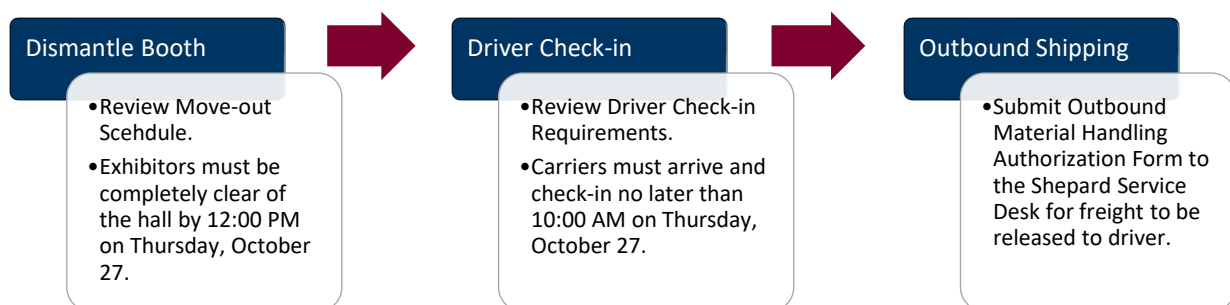 Dismantle Booth
•Review Move-out
Scehdule.
•Exhibitors must be
completely clear of
the hall by 12:00 PM
on Thursday, October
27.
Driver Check-in
•Review Driver Check-in
Requirements.
•Carriers must arrive and
check-in no later than
10:00 AM on Thursday,
October 27.
Outbound Shipping
•Submit Outbound
Material Handling
Authorization Form to
the Shepard Service
Desk for freight to be
released to driver.